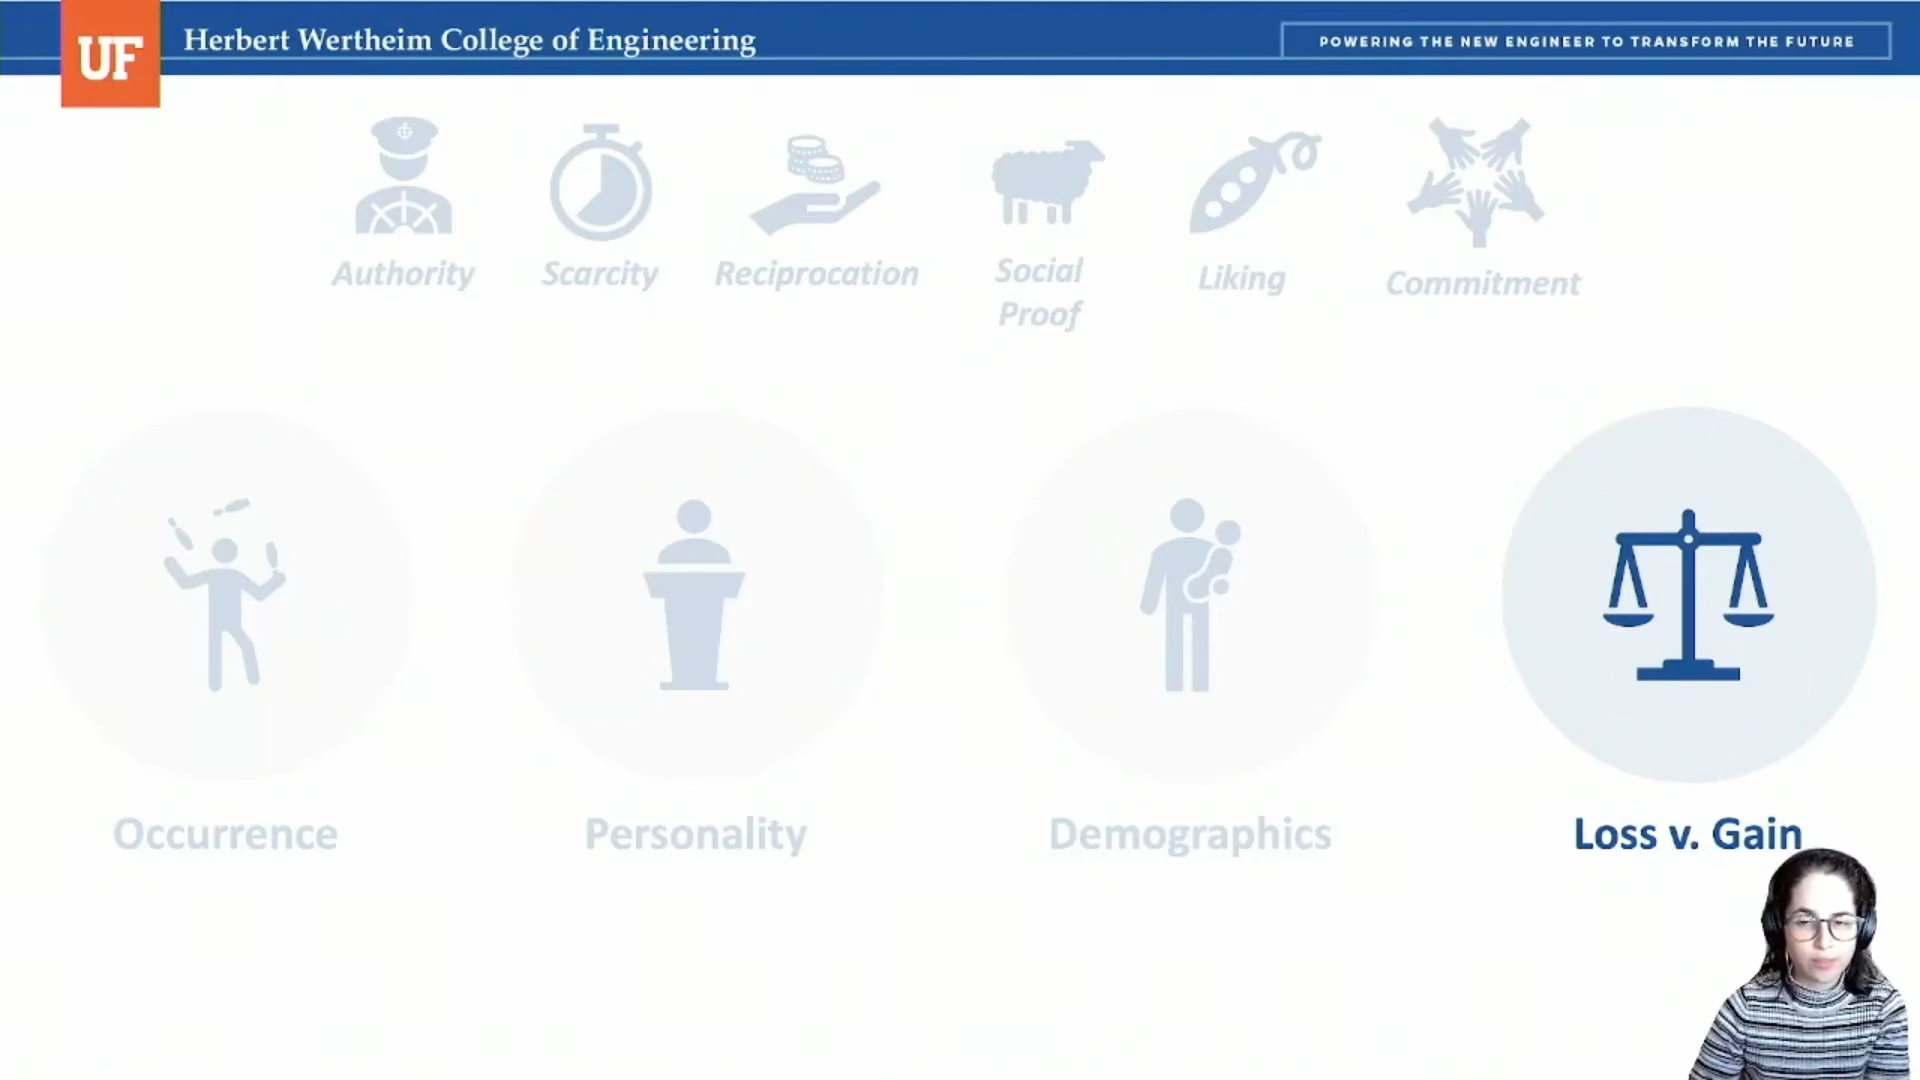 UF
Herbert Wertheim College of Engineering
POWERING THE NEW ENGINEER TO TRANSFORM THE FUTURE
Authority
Scarcity
Reciprocation
Social
Proof
Liking
Commitment
Occurrence
Personality
Demographics
Loss v. Gain